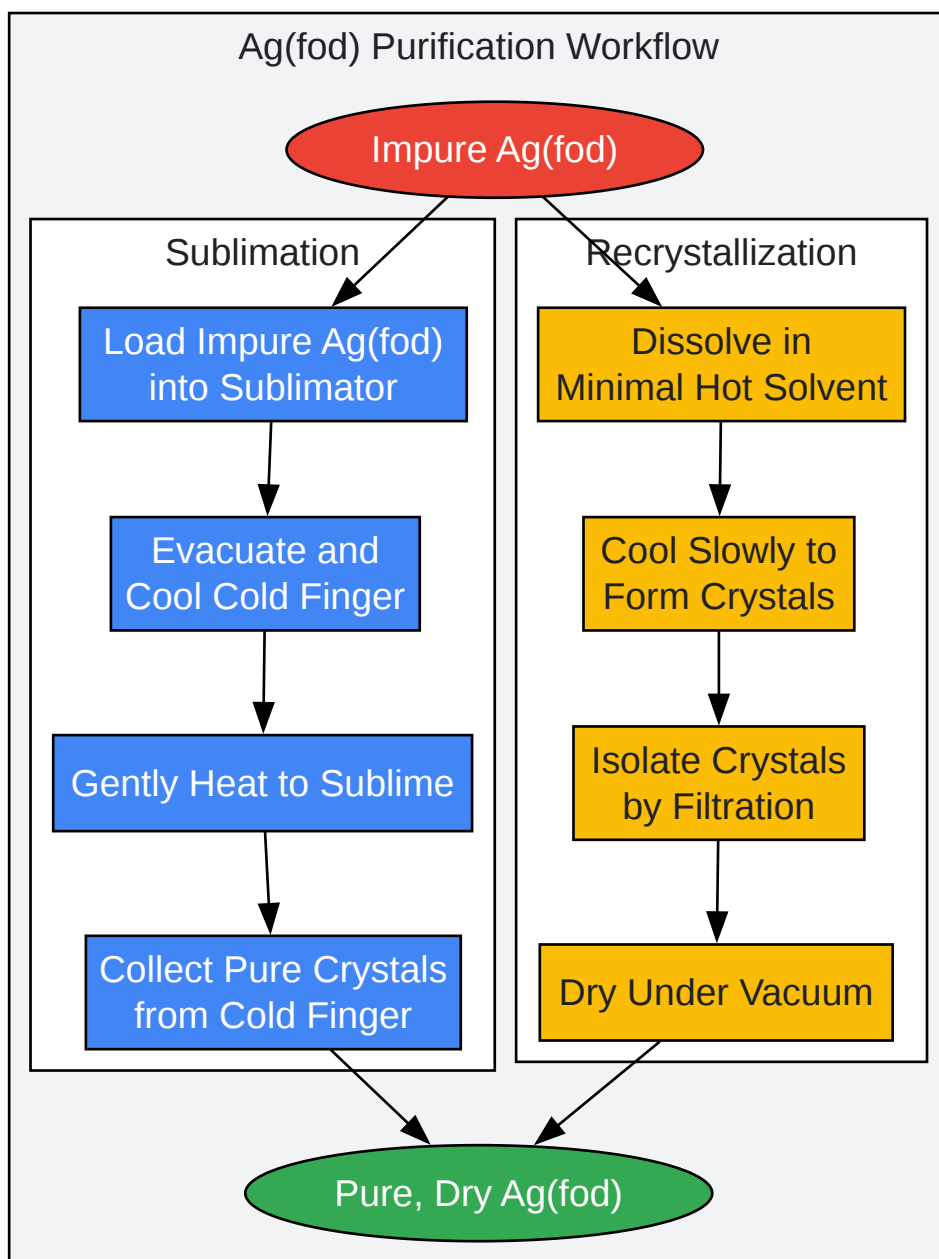 Ag(fod) Purification Workflow
Impure Ag(fod)
Sublimation
Load Impure Ag(fod)
into Sublimator
Evacuate and
Cool Cold Finger
Gently Heat to Sublime
Collect Pure Crystals
from Cold Finger
Recrystallization
Dissolve in
Minimal Hot Solvent
Cool Slowly to
Form Crystals
Isolate Crystals
by Filtration
Dry Under Vacuum
Pure, Dry Ag(fod)